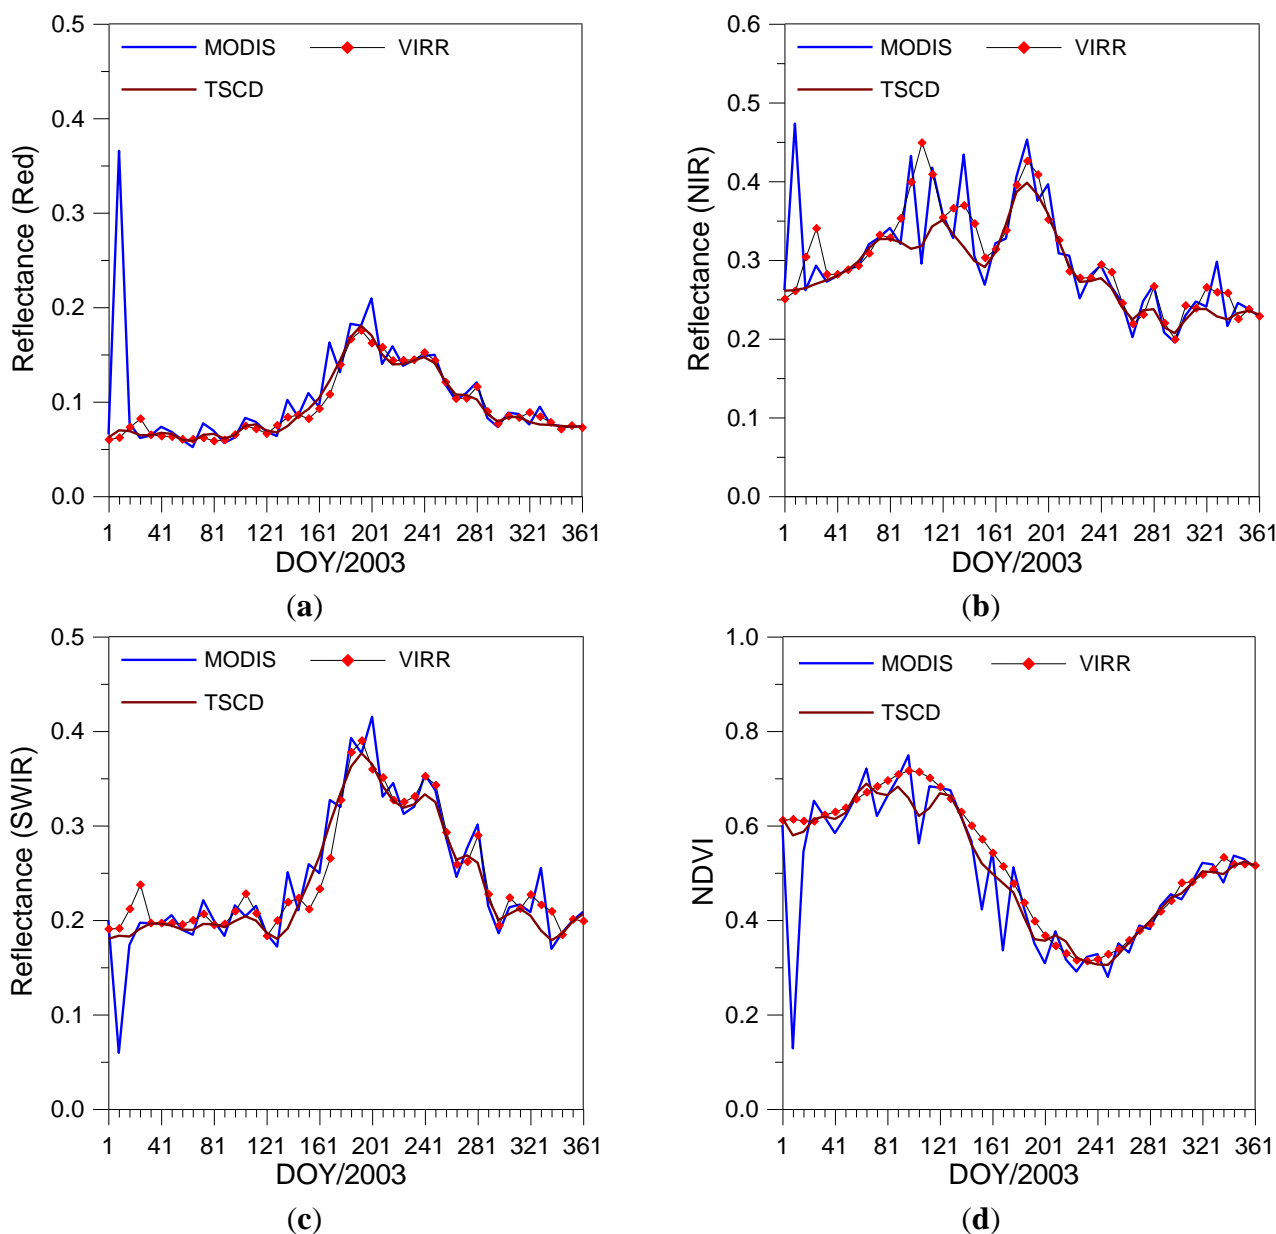 0.5
0.4
0.3
0.2
0.1
0.0
Reflectance (Red)
MODIS VIRR
TSCD
1 41 81 121 161 201 241 281 321 361
DOY/2003
(a)
0.6
0.5
0.4
0.3
0.2
0.1
0.0
Reflectance (NIR)
MODIS VIRR
TSCD
1 41 81 121 161 201 241 281 321 361
DOY/2003
(b)
0.5
0.4
0.3
0.2
0.1
0.0
Reflectance (SWIR)
MODIS VIRR
TSCD
1 41 81 121 161 201 241 281 321 361
DOY/2003
(c)
1.0
0.8
0.6
0.4
0.2
0.0
NDVI
MODIS VIRR
TSCD
1 41 81 121 161 201 241 281 321 361
DOY/2003
(d)